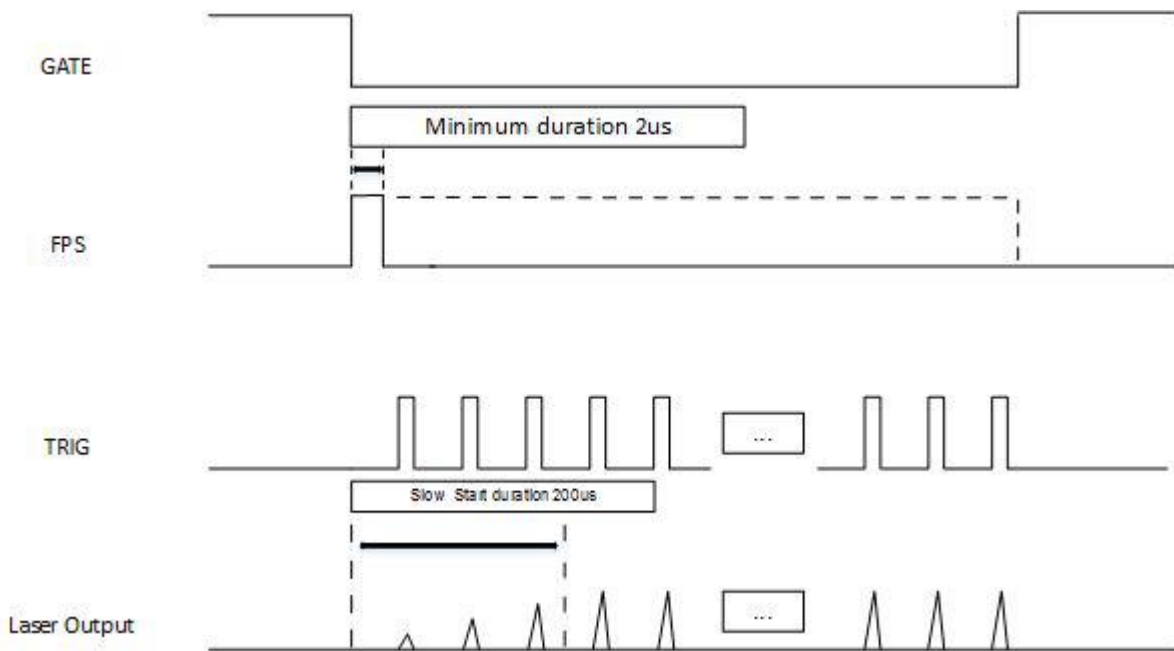 GATE
Minimum duration 2us
FPS
...
TRIG
Slow Start duration 200us
...
Laser Output